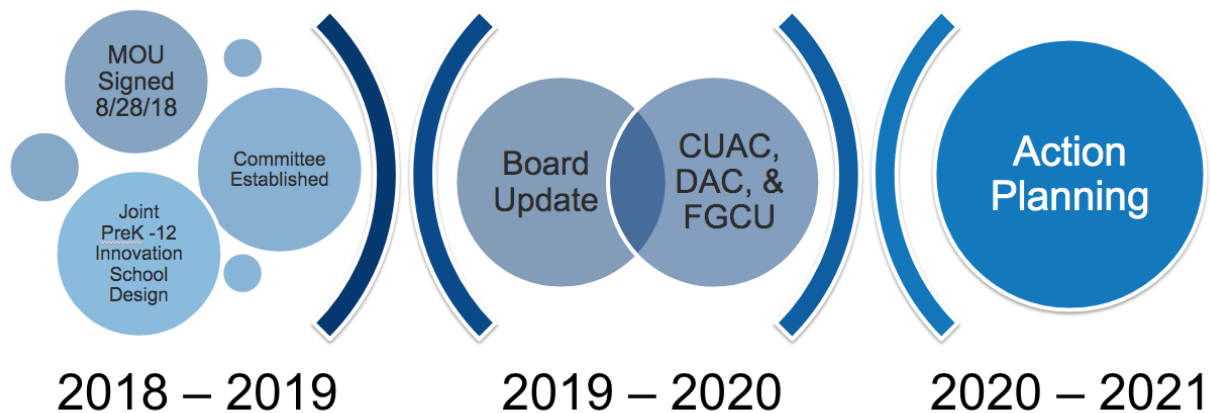 MOU
Signed
8/28/18
Committee
Established
Joint
PreK -12
Innovation
School
Design
Board
Update
CUAC,
DAC, &
FGCU
Action
Planning
2018 – 2019
2019 – 2020
2020 – 2021